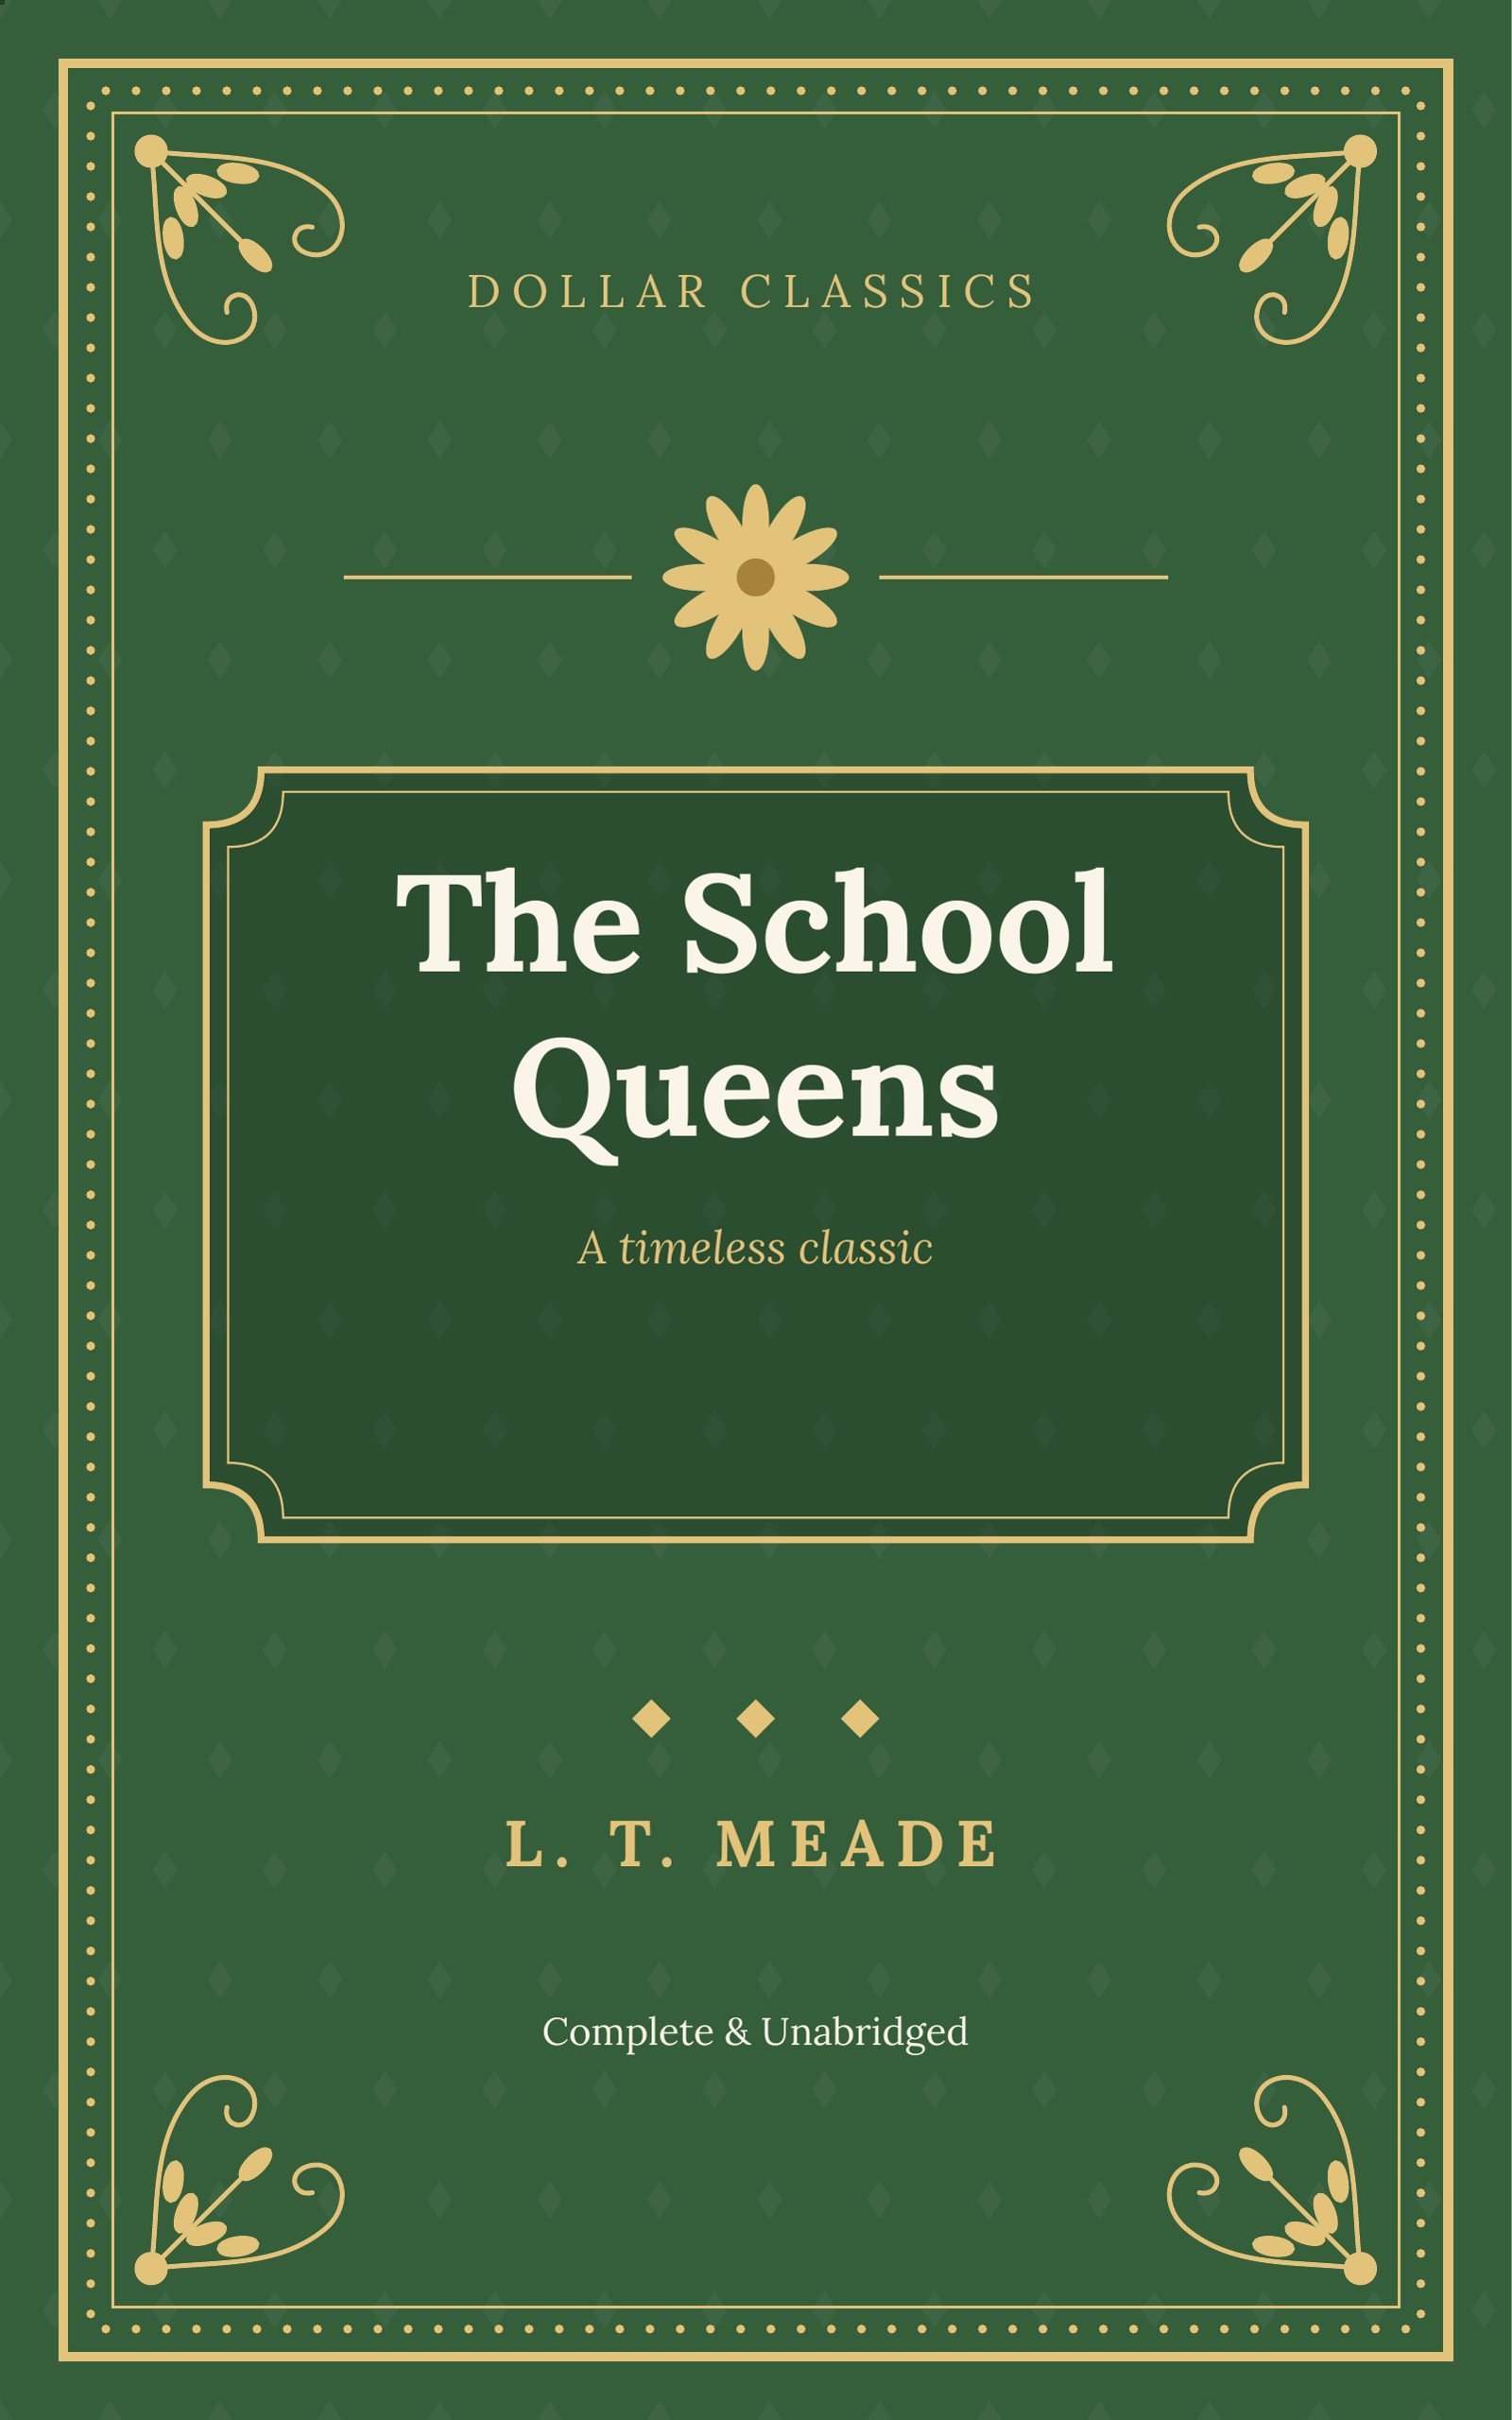 DOLLAR CLASSICS
The School
Queens
A timeless classic
L. T. MEADE
Complete & Unabridged